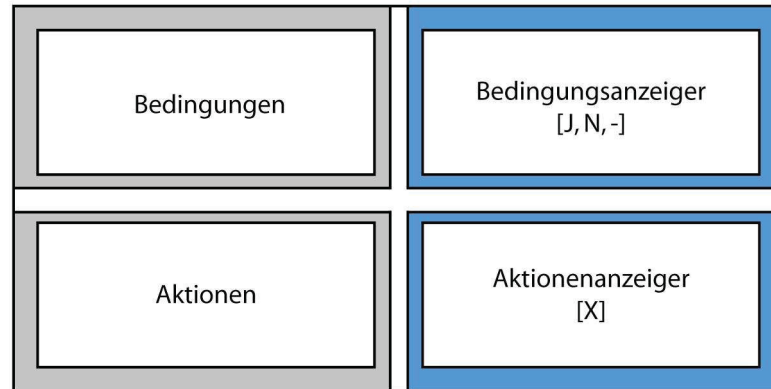 Bedingungen
Bedingungsanzeiger
[J, N, -]
Aktionen
Aktionenanzeiger
[X]